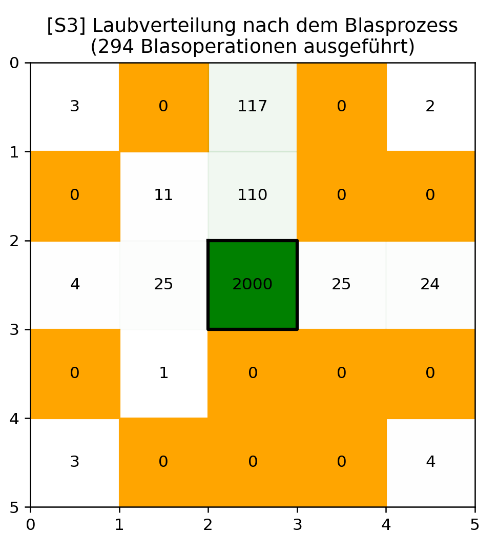 [S3] Laubverteilung nach dem Blasprozess
(294 Blasoperationen ausgeführt)
0
3 0 117 0 2
1
0 11 110 0 0
2
4 25 2000 25 24
3
0 1 0 0 0
4
3 0 0 0 4
5
0 1 2 3 4 5